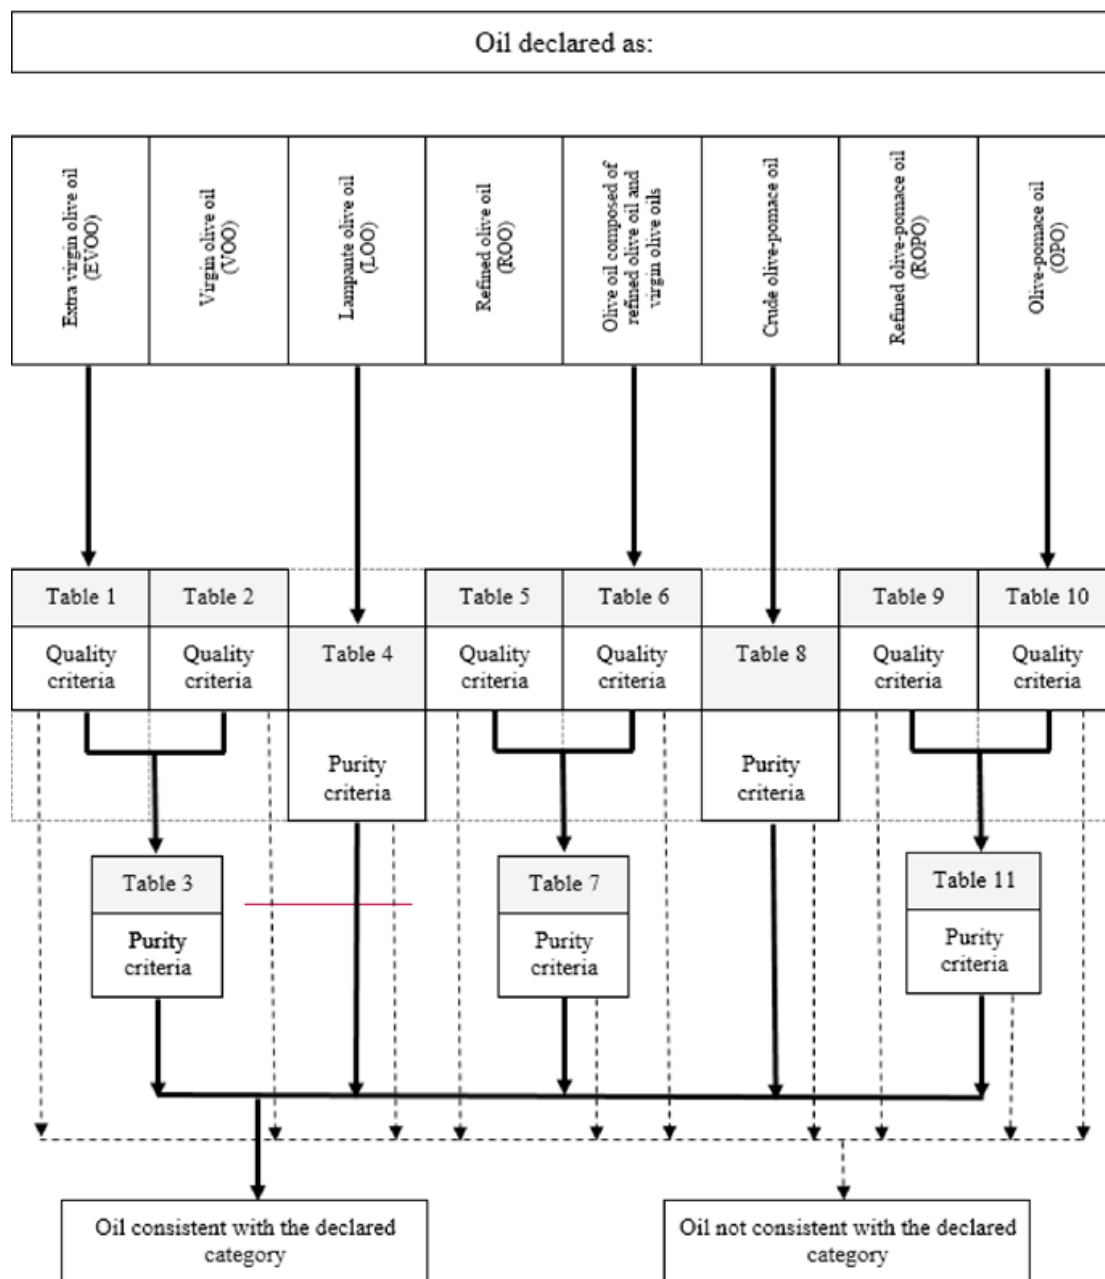 Oil declared as:
Extra virgin olive oil
(EVOO)
Virgin olive oil
(VOO)
Lampante olive oil
(LOO)
Refined olive oil
(ROO)
Olive oil composed of
refined olive oil and
virgin olive oils
Crude olive-pomace oil
Refined olive-pomace oil
(ROPO)
Olive-pomace oil
(OPO)
Table 1
Table 2
Table 5
Table 6
Table 9
Table 10
Quality
criteria
Quality
criteria
Table 4
Quality
criteria
Quality
criteria
Table 8
Quality
criteria
Quality
criteria
Purity
criteria
Purity
criteria
Table 3
Purity
criteria
Table 7
Purity
criteria
Table 11
Purity
criteria
Oil consistent with the declared
category
Oil not consistent with the declared
category